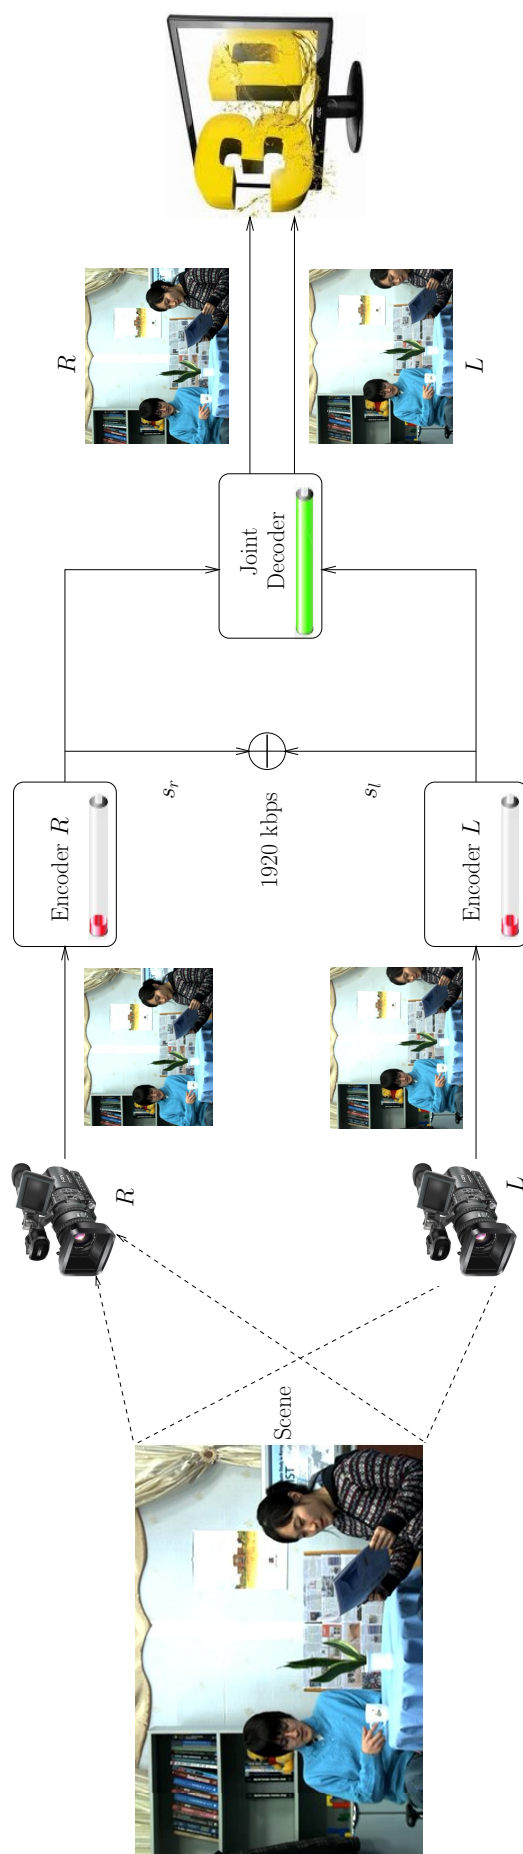 Scene
R
L
Encoder R
Encoder L
s_r
1920 kbps
s_l
Joint
Decoder
R
L
3D